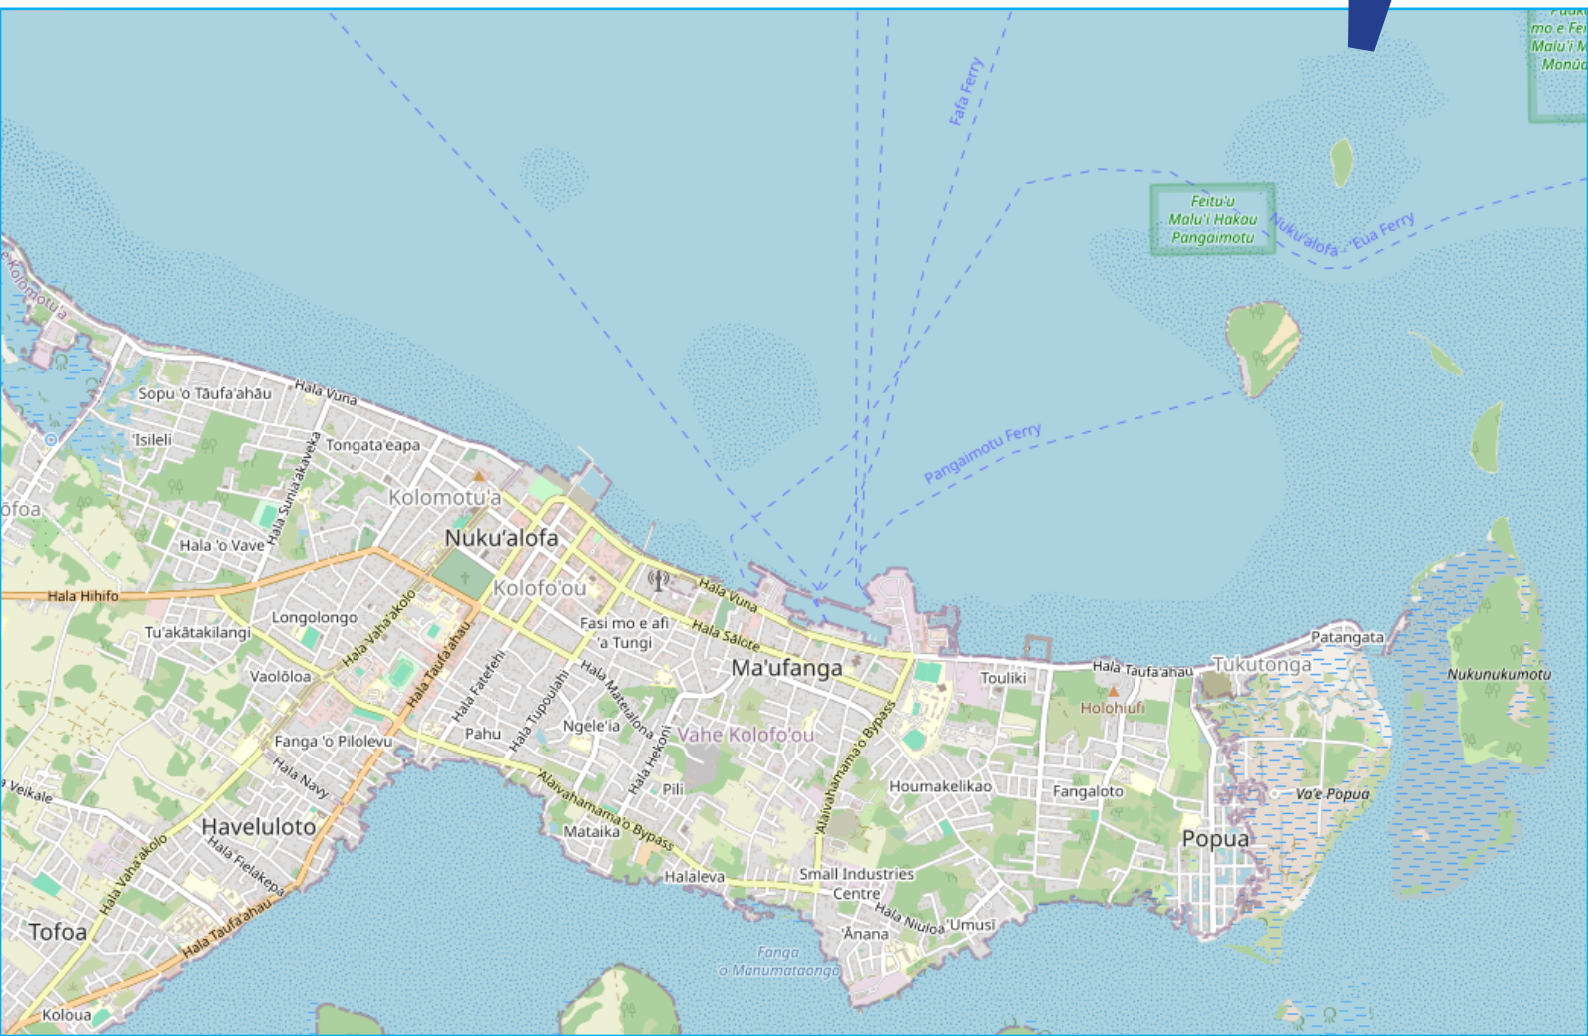 mo e Fei
Malu'i M
Fafa Ferry
Feitu'u
Malu'i Hakau
Pangaimotu
Nuku'alofa - 'Eua Ferry
e Kolomotu'a
Sopu 'o Tāufa'ahāu
Hala Vuna
'Isileli
Tongata'eapa
Hala Sunia'akaveka
Pangaimotu Ferry
Kolomotu'a
ōfoa
Nuku'alofa
Hala 'o Vave
Kolofo'ou
Hala Hihifo
Hala Vuna
Longolongo
Hala Vaha'akolo
Fasi mo e afi
'a Tungi
Hala Sālote
Tu'akātakilangi
Hala Taufa'ahau
Ma'ufanga
Patangata
Tukutonga
Hala Taufa'ahau
Vaolōloa
Hala Fatefehi
Hala Tupoulahi
Hala Mateialona
Touliki
Nukunukumotu
Holohiufi
Ngele'ia
Pahu
Vahe Kolofo'ou
Fanga 'o Pilolevu
Hala Hekoni
Alaivahamama'o Bypass
Hala Navy
a Veikale
Pili
Houmakelikao
Fangaloto
Va'e Popua
Alaivahamama'o Bypass
Haveluloto
Mataika
Popua
Hala Vaha'akolo
Hala Fielakepa
Halaleva
Small Industries
Centre
Hala Taufa'ahau
Tofoa
Hala Niuloa
'Umusī
'Ānana
Fanga
'o Manumataongo
Koloua